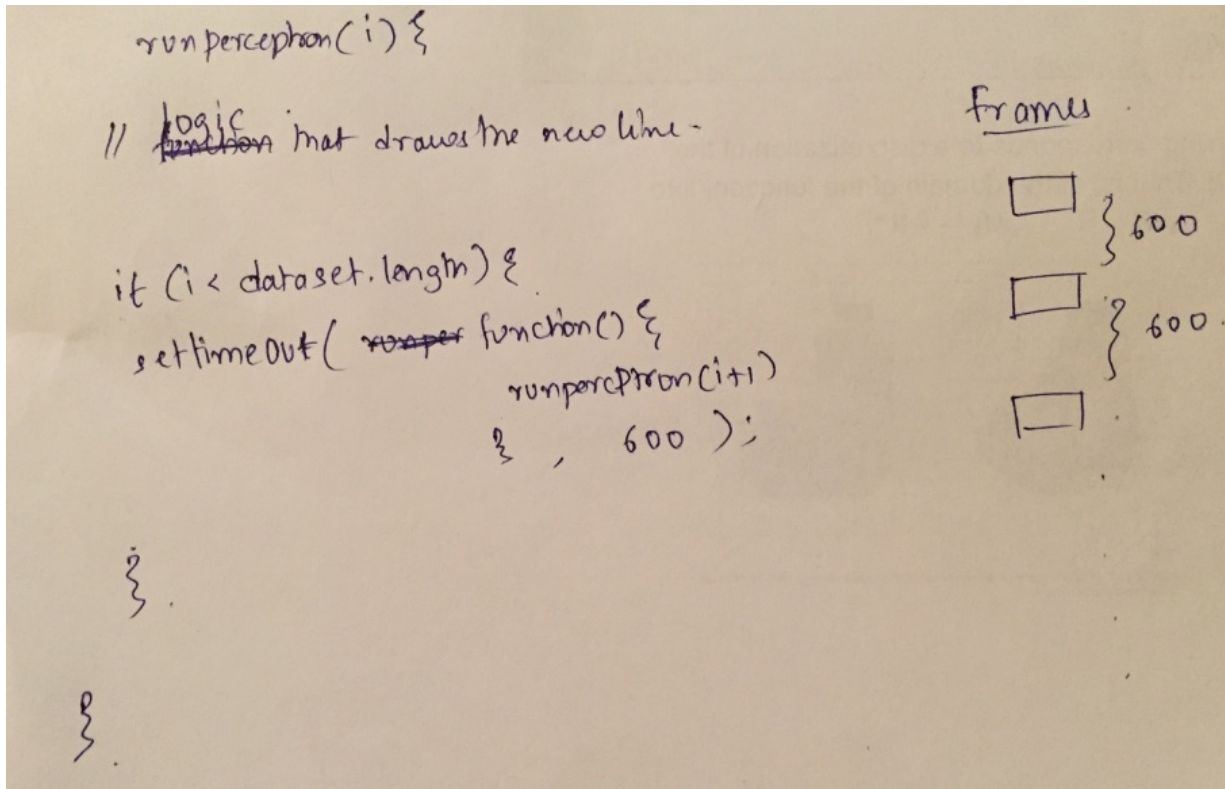 runperceptron(i) {
// logic that draws the new line.
if (i < dataset.length) {
settimeout( function() {
runperceptron(i+1)
} , 600 );
}.
}.
frames
} 600
} 600